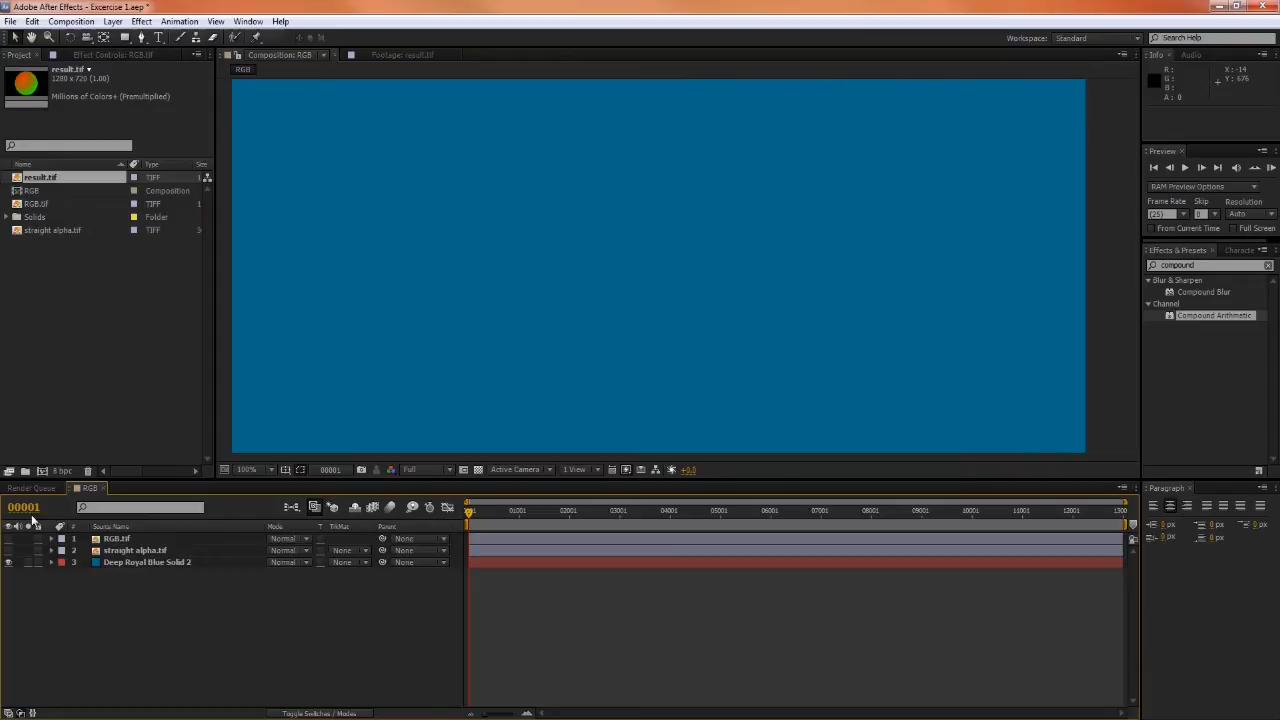 Adobe After Effects - Excercise 1.aep *
File Edit Composition Layer Effect Animation View Window Help
Workspace: Standard Search Help
Project Effect Controls: RGB.tif Composition: RGB Footage: result.tif Info Audio
result.tif
1280 x 720 (1.00)
Millions of Colors+ (Premultiplied)
RGB
R: X: -14
G: Y: 676
B:
A: 0
Preview
RAM Preview Options
Frame Rate Skip Resolution
(25) 0 Auto
From Current Time Full Screen
Name Type Size
result.tif TIFF 1
RGB Composition
RGB.tif TIFF 1
Solids Folder
straight alpha.tif TIFF 3
Effects & Presets Characte
compound
Blur & Sharpen
Compound Blur
Channel
Compound Arithmetic
8 bpc 100% 00001 Full Active Camera 1 View +0.0
Render Queue RGB Paragraph
00001
01001 02001 03001 04001 05001 06001 07001 08001 09001 10001 11001 12001 1300
# Source Name Mode T TrkMat Parent
1 RGB.tif Normal None
2 straight alpha.tif Normal None None
3 Deep Royal Blue Solid 2 Normal None None
0 px 0 px 0 px
0 px 0 px
Toggle Switches / Modes